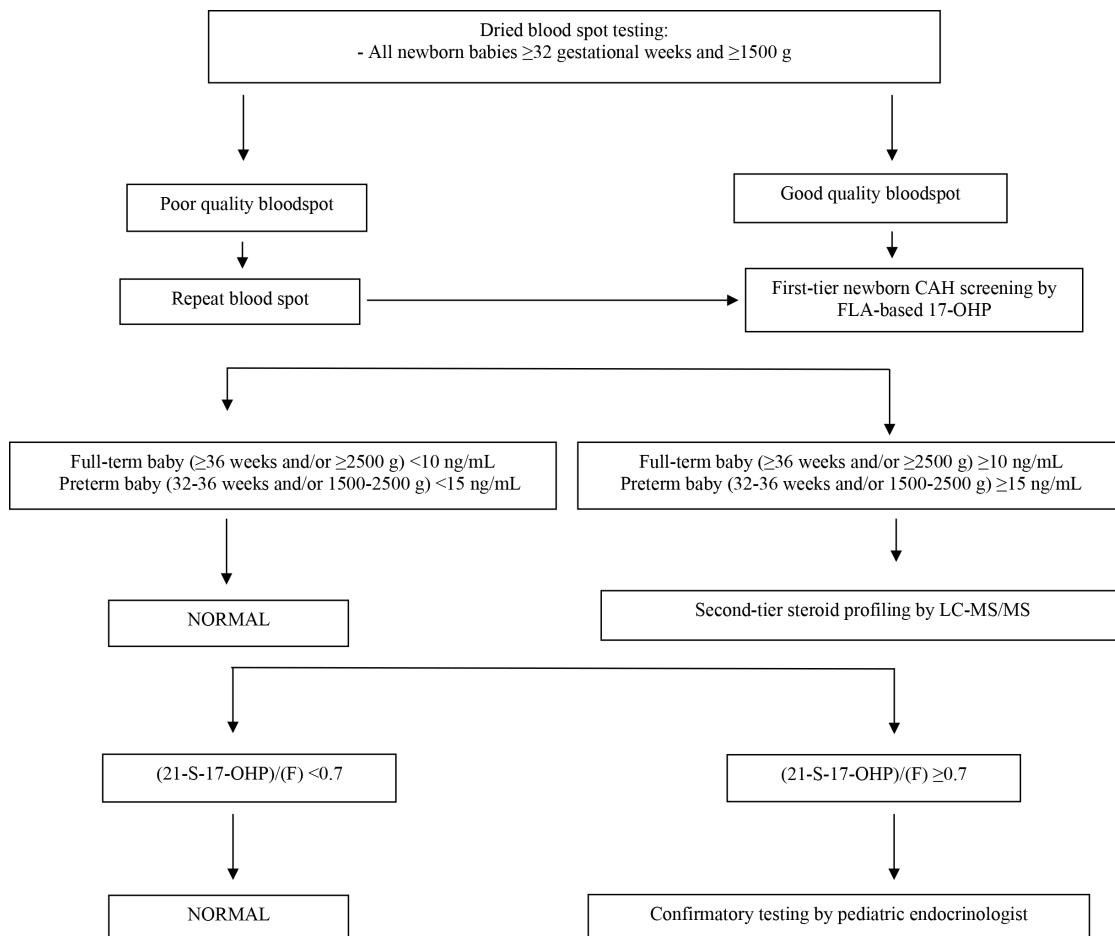 Dried blood spot testing:
- All newborn babies ≥32 gestational weeks and ≥1500 g
Poor quality bloodspot
Good quality bloodspot
Repeat blood spot
First-tier newborn CAH screening by
FLA-based 17-OHP
Full-term baby (≥36 weeks and/or ≥2500 g) <10 ng/mL
Preterm baby (32-36 weeks and/or 1500-2500 g) <15 ng/mL
Full-term baby (≥36 weeks and/or ≥2500 g) ≥10 ng/mL
Preterm baby (32-36 weeks and/or 1500-2500 g) ≥15 ng/mL
NORMAL
Second-tier steroid profiling by LC-MS/MS
(21-S-17-OHP)/(F) <0.7
(21-S-17-OHP)/(F) ≥0.7
NORMAL
Confirmatory testing by pediatric endocrinologist